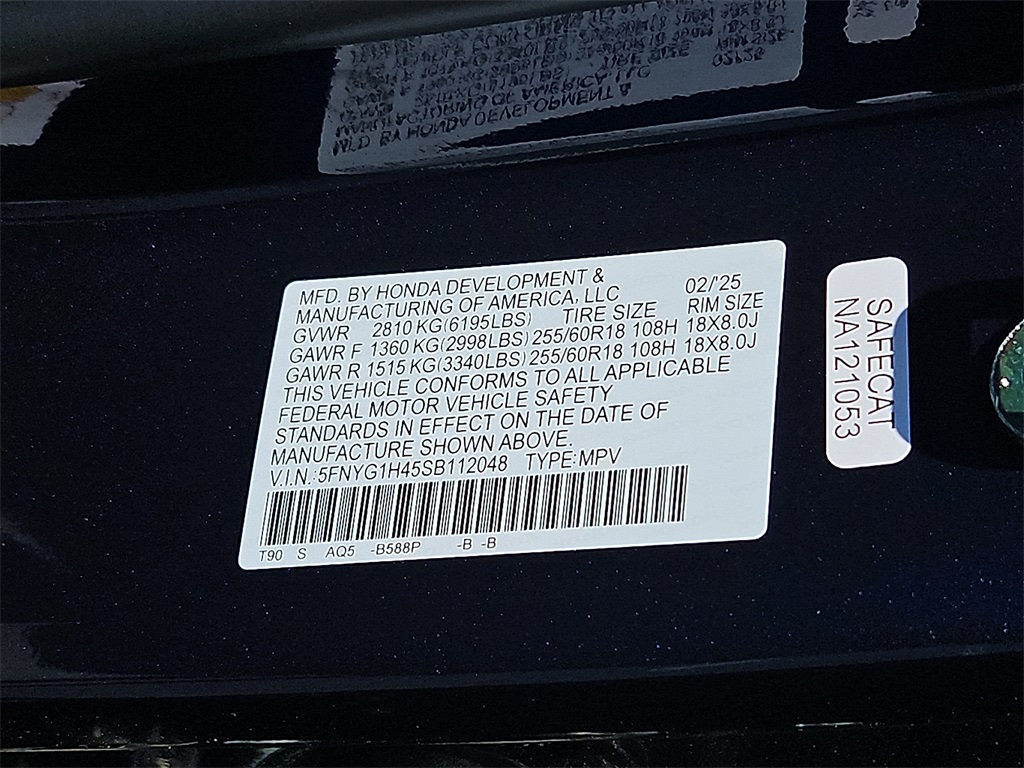 MFD. BY HONDA DEVELOPMENT &
MANUFACTURING OF AMERICA, LLC 02/'25
GVWR 2810 KG(6195LBS) TIRE SIZE RIM SIZE
GAWR F 1360 KG(2998LBS) 255/60R18 108H 18X8.0J
GAWR R 1515 KG(3340LBS) 255/60R18 108H 18X8.0J
THIS VEHICLE CONFORMS TO ALL APPLICABLE
FEDERAL MOTOR VEHICLE SAFETY
STANDARDS IN EFFECT ON THE DATE OF
MANUFACTURE SHOWN ABOVE.
V.I.N.:5FNYG1H45SB112048 TYPE:MPV
T90 S AQ5 -B588P -B -B
SAFECAT
NA121053